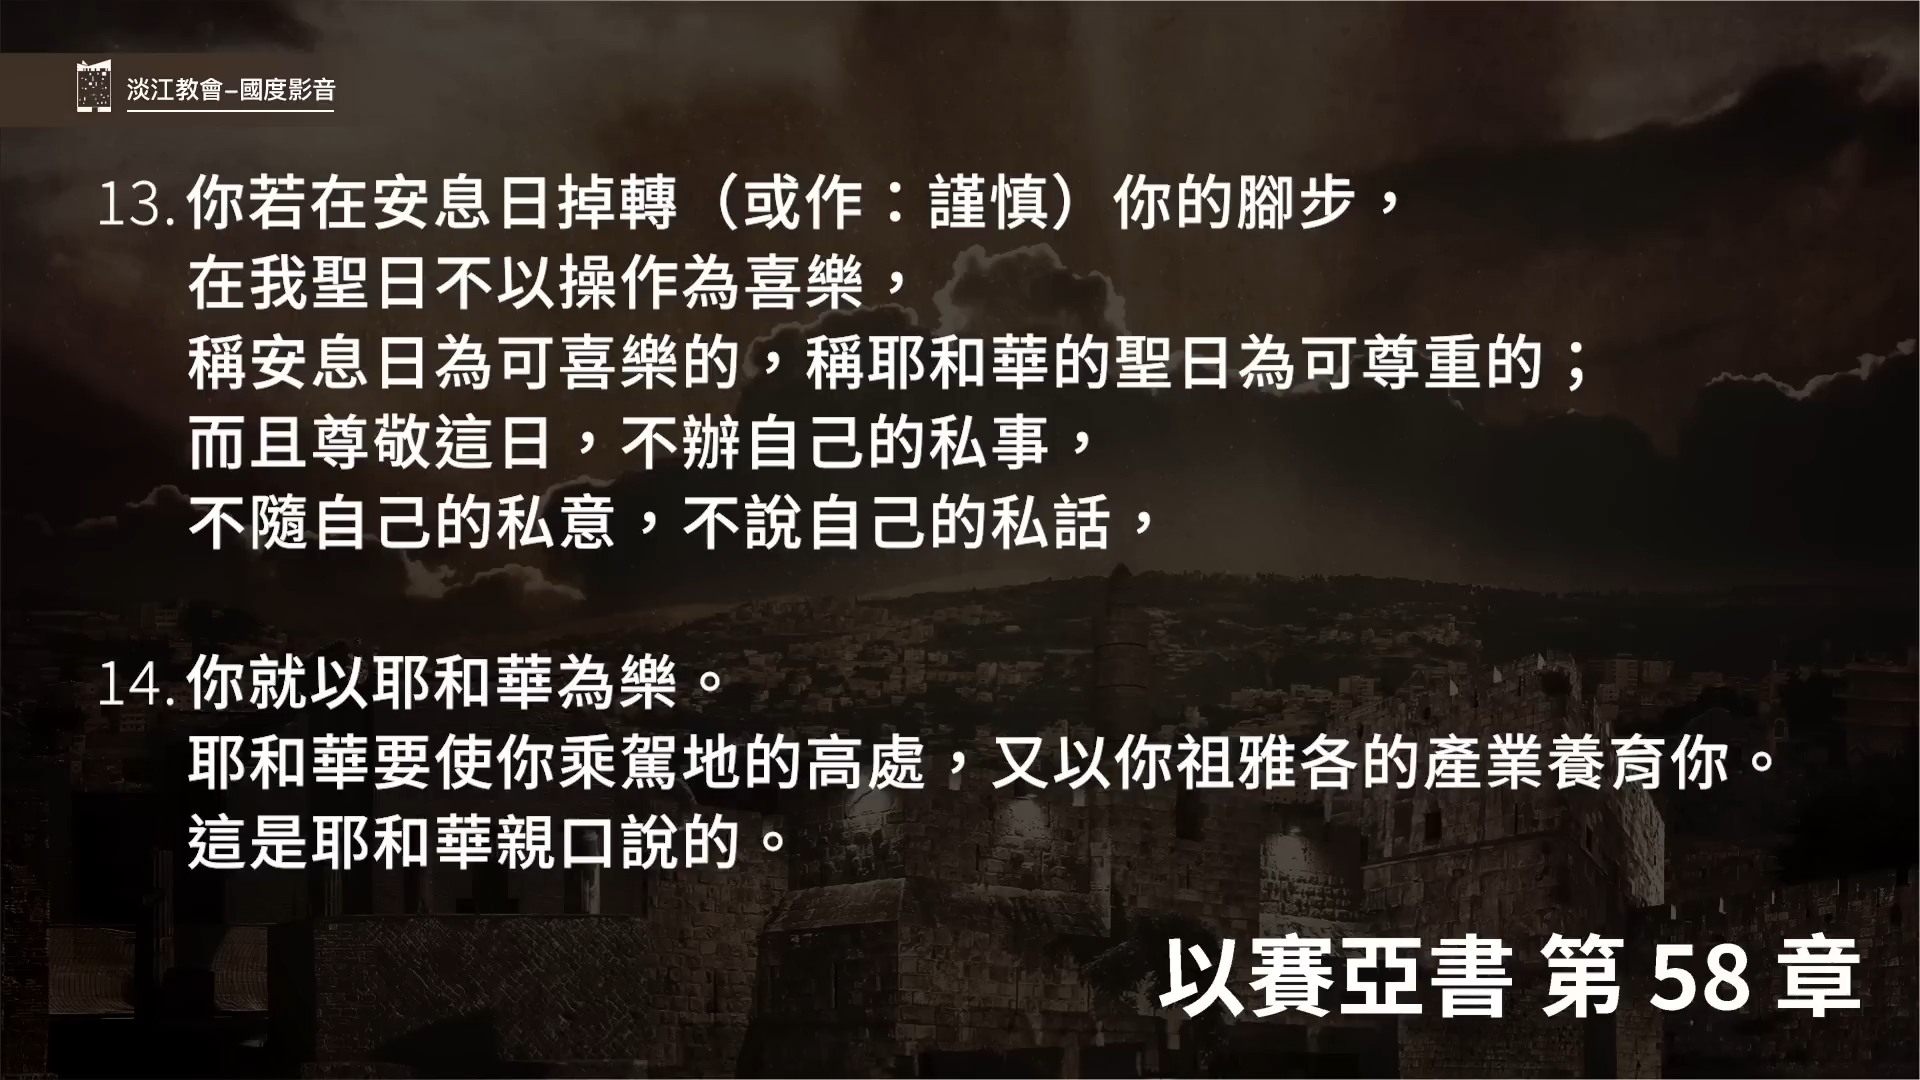 淡江教會–國度影音
13. 你若在安息日掉轉（或作：謹慎）你的腳步，
在我聖日不以操作為喜樂，
稱安息日為可喜樂的，稱耶和華的聖日為可尊重的；
而且尊敬這日，不辦自己的私事，
不隨自己的私意，不說自己的私話，
14. 你就以耶和華為樂。
耶和華要使你乘駕地的高處，又以你祖雅各的產業養育你。
這是耶和華親口說的。
以賽亞書 第 58 章